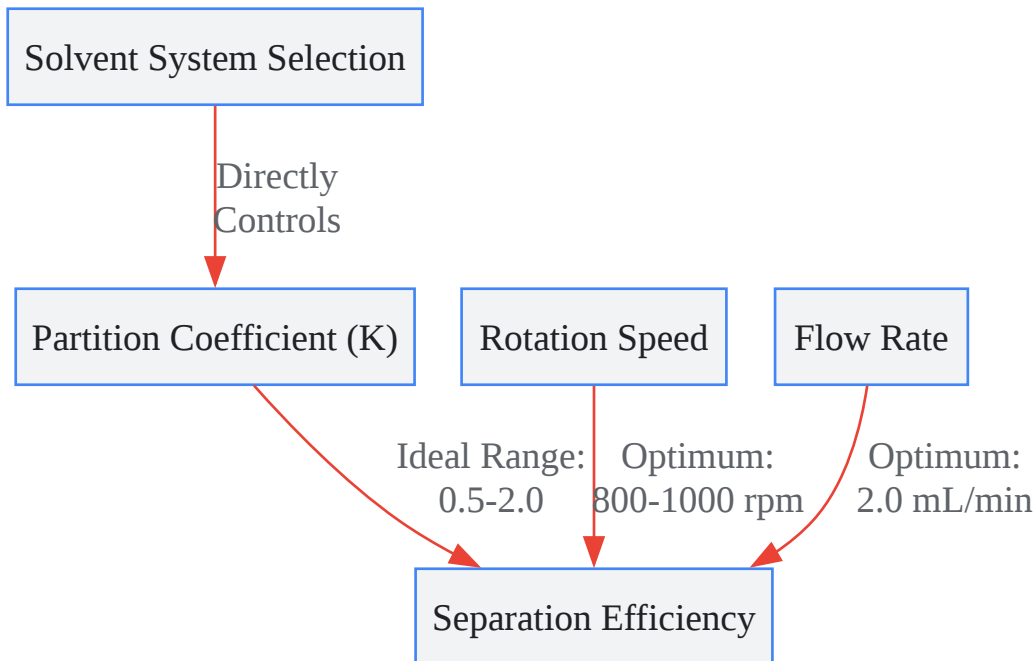 Solvent System Selection
Directly
Controls
Partition Coefficient (K)
Rotation Speed
Flow Rate
Ideal Range:
0.5-2.0
Optimum:
800-1000 rpm
Optimum:
2.0 mL/min
Separation Efficiency